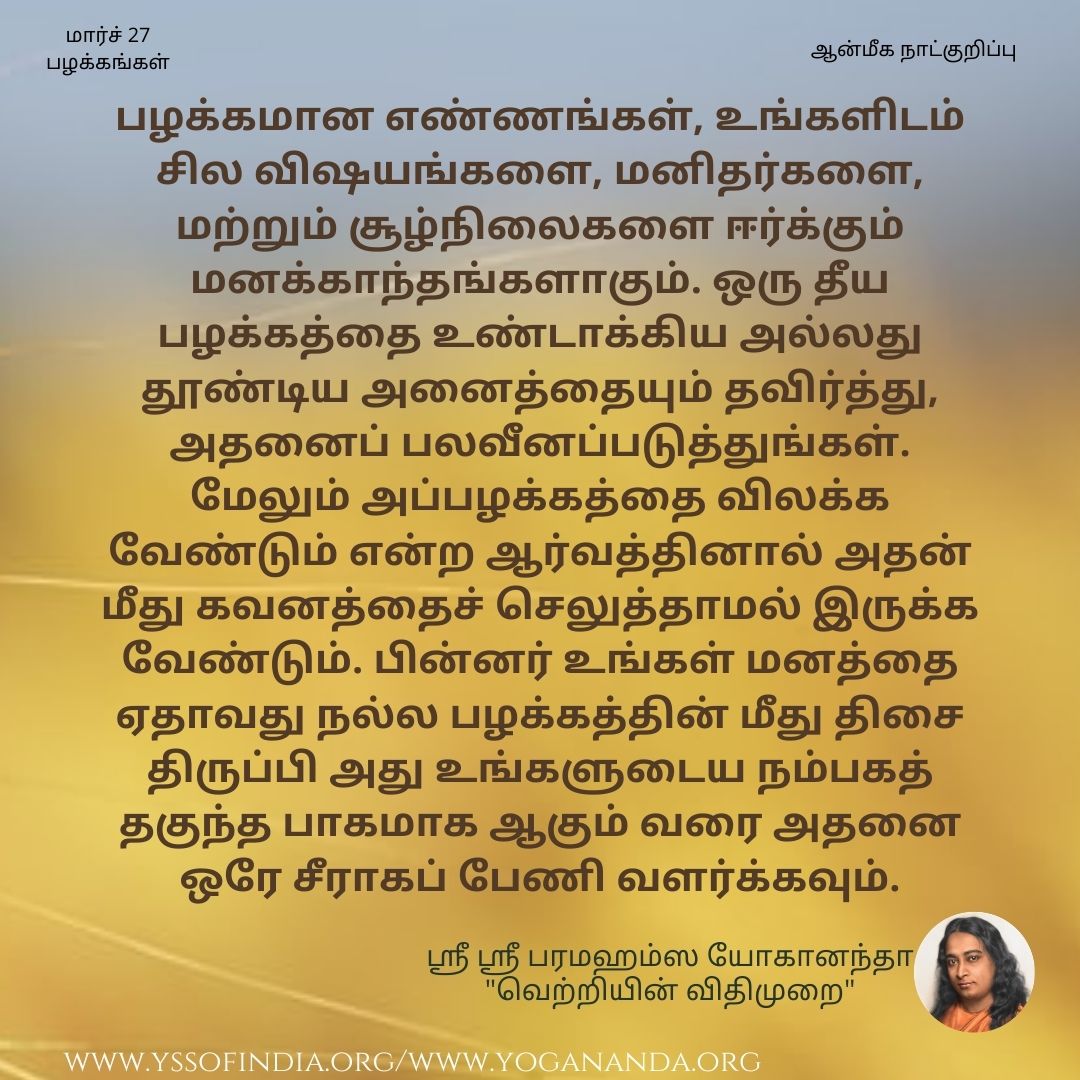 மார்ச் 27
பழக்கங்கள்
ஆன்மீக நாட்குறிப்பு
பழக்கமான எண்ணங்கள், உங்களிடம்
சில விஷயங்களை, மனிதர்களை,
மற்றும் சூழ்நிலைகளை ஈர்க்கும்
மனக்காந்தங்களாகும். ஒரு தீய
பழக்கத்தை உண்டாக்கிய அல்லது
தூண்டிய அனைத்தையும் தவிர்த்து,
அதனைப் பலவீனப்படுத்துங்கள்.
மேலும் அப்பழக்கத்தை விலக்க
வேண்டும் என்ற ஆர்வத்தினால் அதன்
மீது கவனத்தைச் செலுத்தாமல் இருக்க
வேண்டும். பின்னர் உங்கள் மனத்தை
ஏதாவது நல்ல பழக்கத்தின் மீது திசை
திருப்பி அது உங்களுடைய நம்பகத்
தகுந்த பாகமாக ஆகும் வரை அதனை
ஒரே சீராகப் பேணி வளர்க்கவும்.
ஸ்ரீ ஸ்ரீ பரமஹம்ஸ யோகானந்தா
"வெற்றியின் விதிமுறை"
WWW.YSSOFINDIA.ORG/WWW.YOGANANDA.ORG